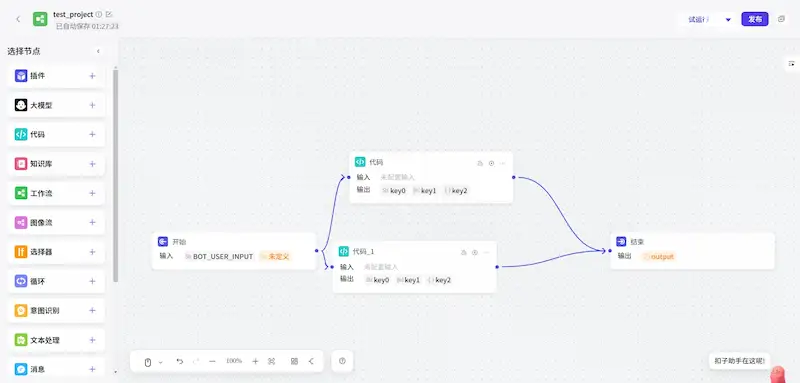 test_project
已自动保存 01:27:23
试运行
发布
选择节点
插件
大模型
代码
知识库
工作流
图像流
选择器
循环
意图识别
文本处理
消息
代码
输入 未配置输入
输出 key0 key1 key2
开始
输入 BOT_USER_INPUT 未定义
代码_1
输入 未配置输入
输出 key0 key1 key2
结束
输出 output
100%
扣子助手在这呢!